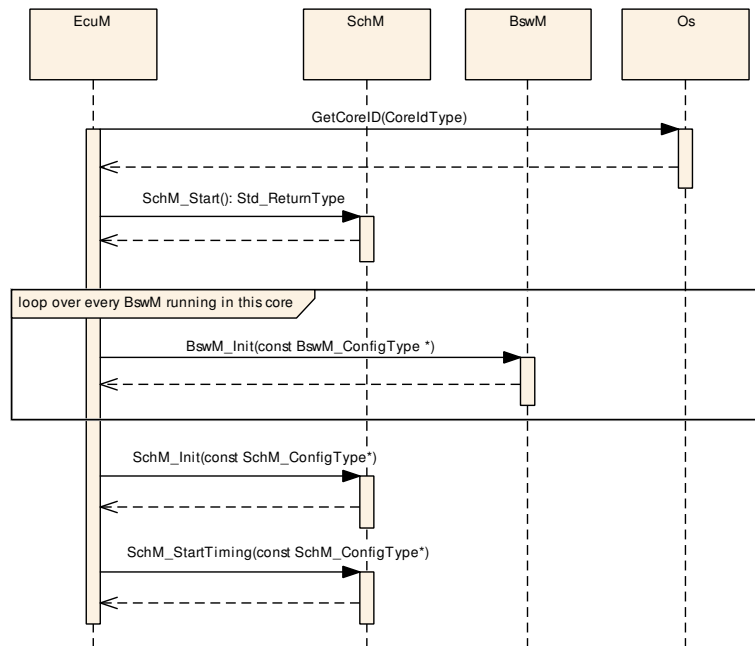 EcuM
SchM
BswM
Os
GetCoreID(CoreIdType)
SchM_Start(): Std_ReturnType
loop over every BswM running in this core
BswM_Init(const BswM_ConfigType *)
SchM_Init(const SchM_ConfigType*)
SchM_StartTiming(const SchM_ConfigType*)